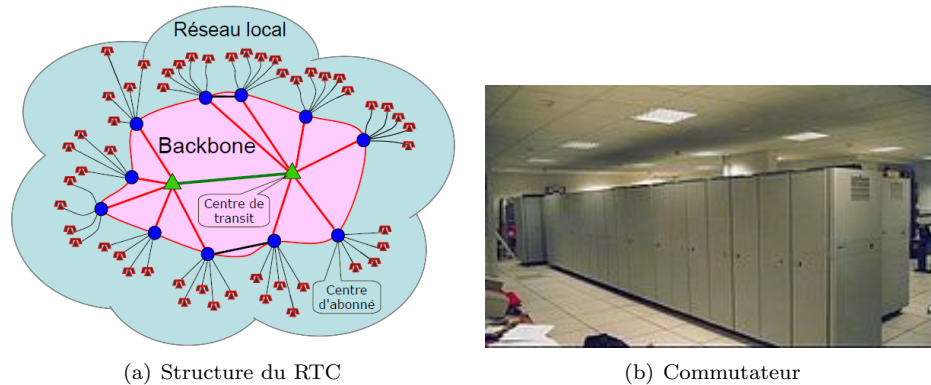 Réseau local
Backbone
Centre de
transit
Centre
d'abonné
(a) Structure du RTC
(b) Commutateur